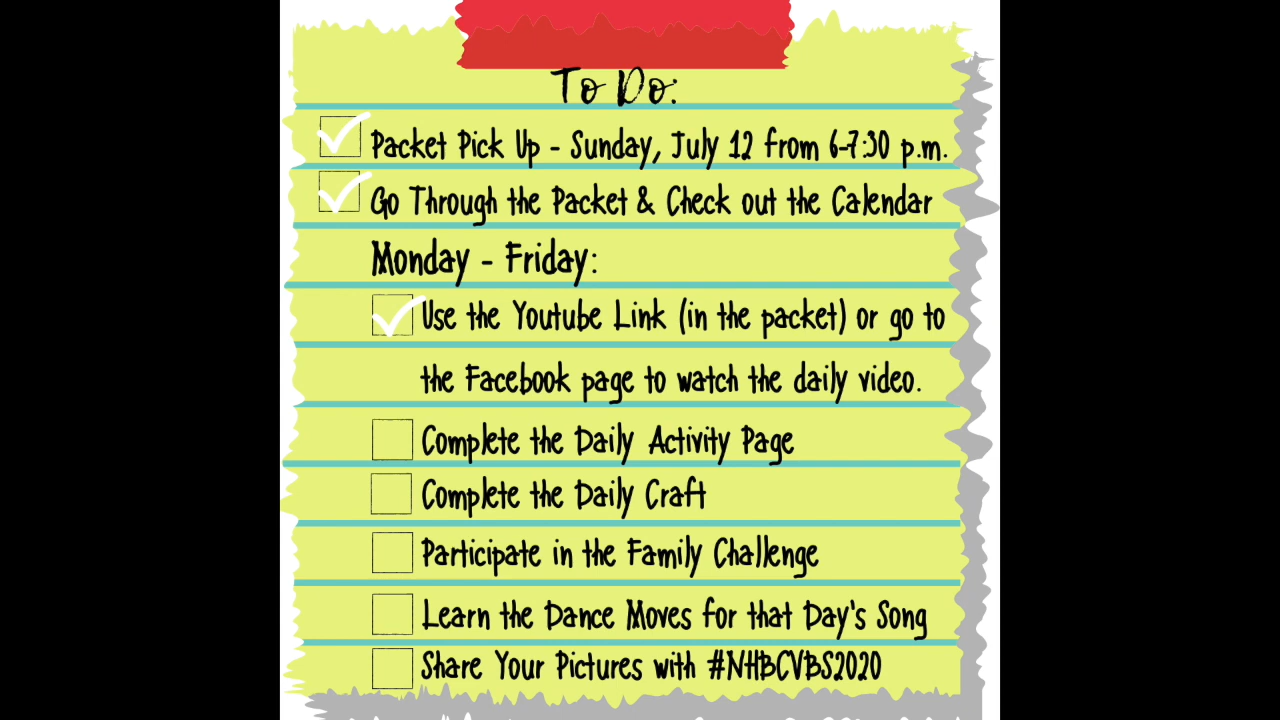 To Do:
Packet Pick Up - Sunday, July 12 from 6-7:30 p.m.
Go Through the Packet & Check out the Calendar
Monday - Friday:
Use the Youtube Link (in the packet) or go to
the Facebook page to watch the daily video.
Complete the Daily Activity Page
Complete the Daily Craft
Participate in the Family Challenge
Learn the Dance Moves for that Day's Song
Share Your Pictures with #NHBCVBS2020